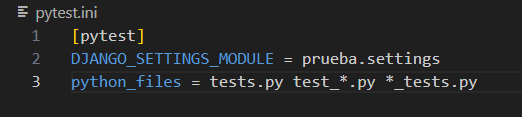 pytest.ini
1 [pytest]
2 DJANGO_SETTINGS_MODULE = prueba.settings
3 python_files = tests.py test_*.py *_tests.py